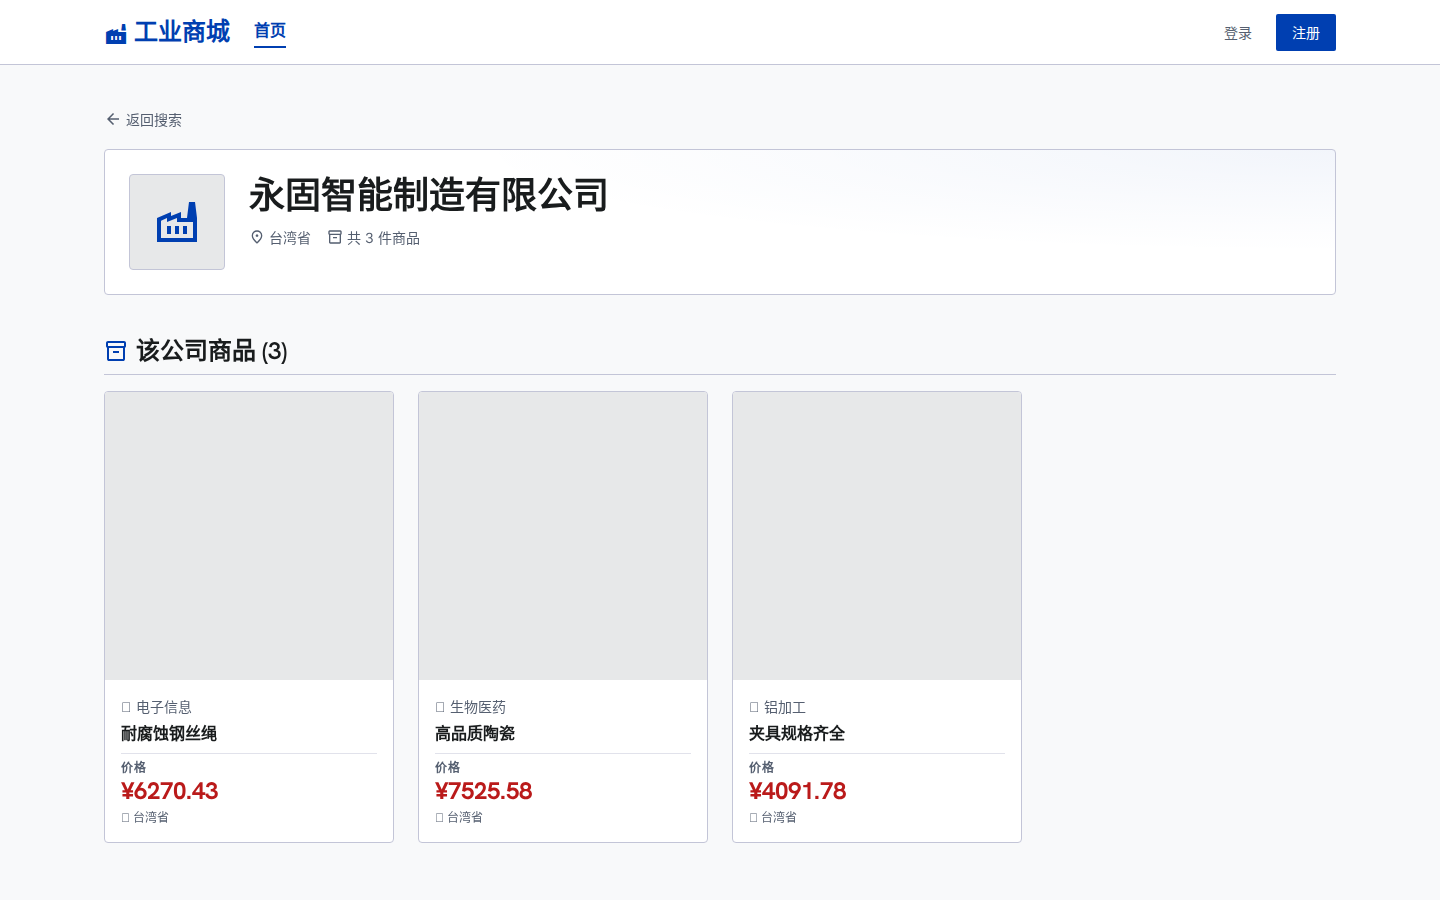 工业商城
首页
登录
注册
返回搜索
永固智能制造有限公司
台湾省 共 3 件商品
该公司商品 (3)
电子信息
耐腐蚀钢丝绳
价格
¥6270.43
台湾省
生物医药
高品质陶瓷
价格
¥7525.58
台湾省
铝加工
夹具规格齐全
价格
¥4091.78
台湾省